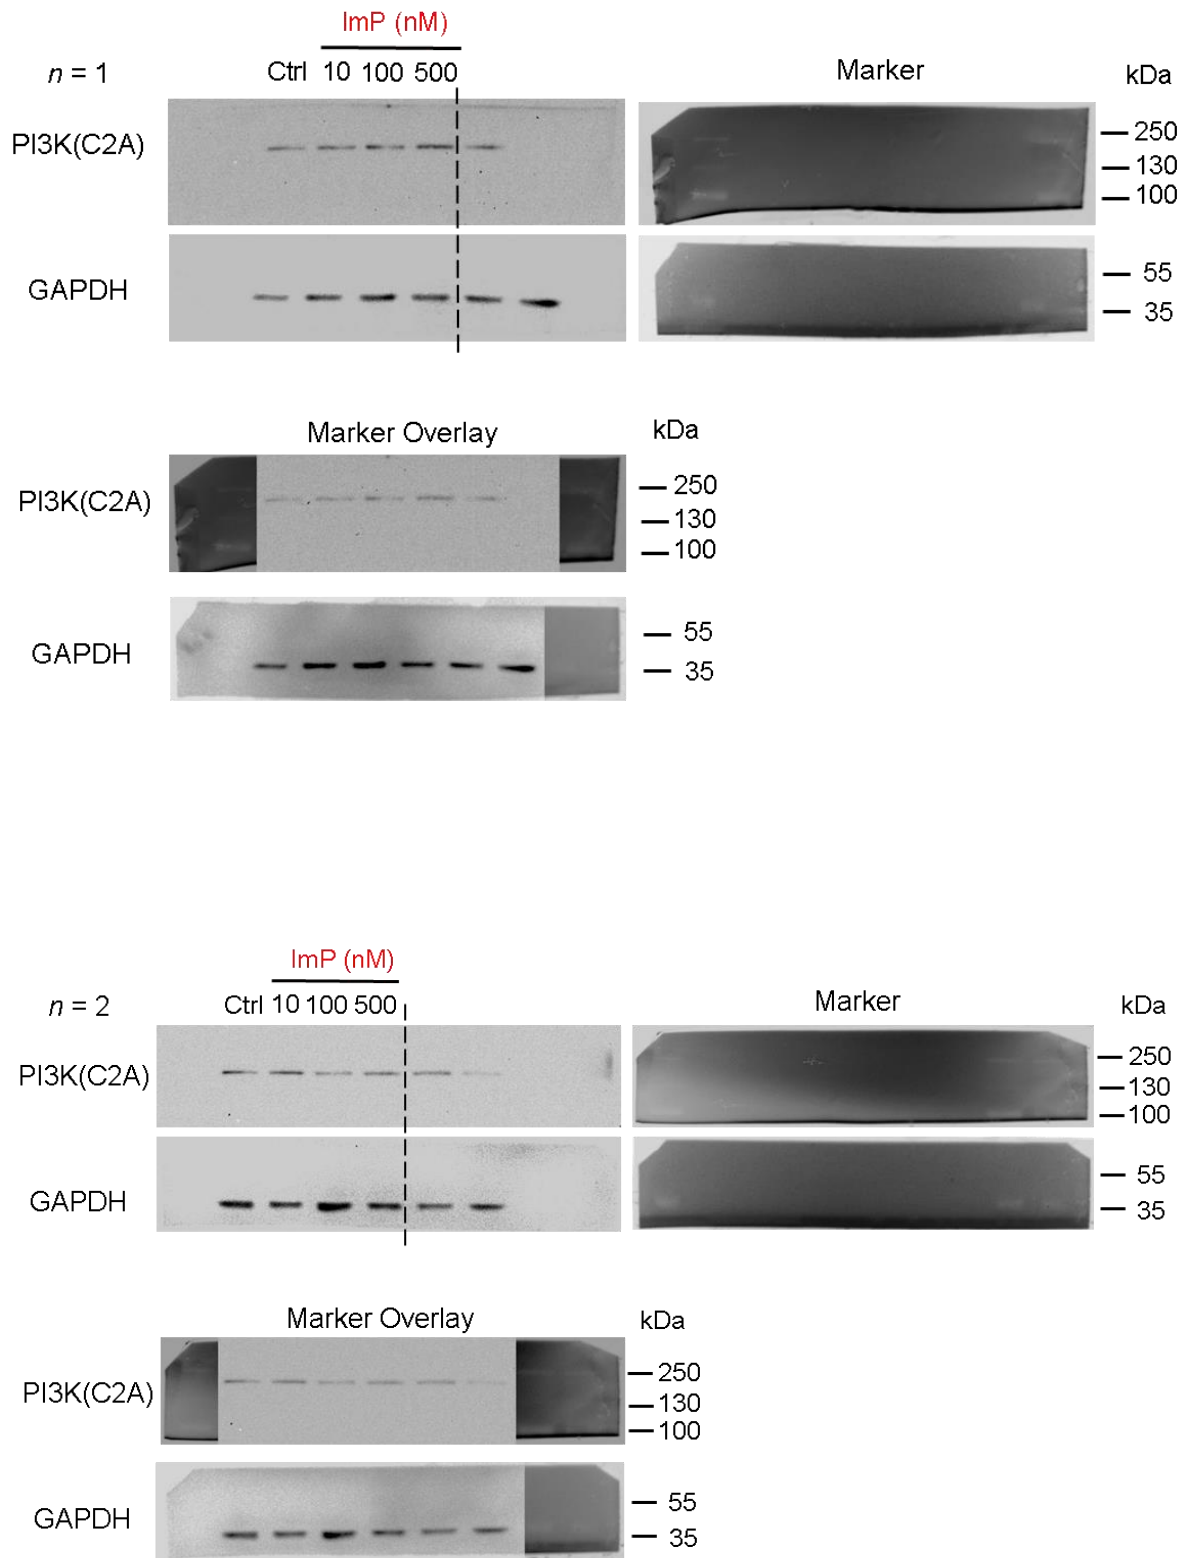 ImP (nM)
n = 1
Ctrl 10 100 500
Marker
kDa
PI3K(C2A)
250
130
100
GAPDH
55
35
Marker Overlay
kDa
PI3K(C2A)
250
130
100
GAPDH
55
35
ImP (nM)
n = 2
Ctrl 10 100 500
Marker
kDa
PI3K(C2A)
250
130
100
GAPDH
55
35
Marker Overlay
kDa
PI3K(C2A)
250
130
100
GAPDH
55
35